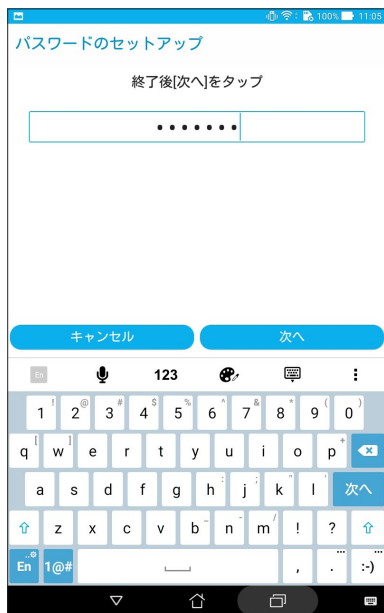 100% 11:05
パスワードのセットアップ
終了後[次へ]をタップ
•••••••
キャンセル 次へ
En 123
1 ! 2 @ 3 # 4 $ 5 % 6 ^ 7 & 8 * 9 ( 0 )
q [ w ] e r t y u i o p +
a s d f g h : j ; k " l ' 次へ
z x c v b - n ~ m / ! ?
En 1@# , . :-)